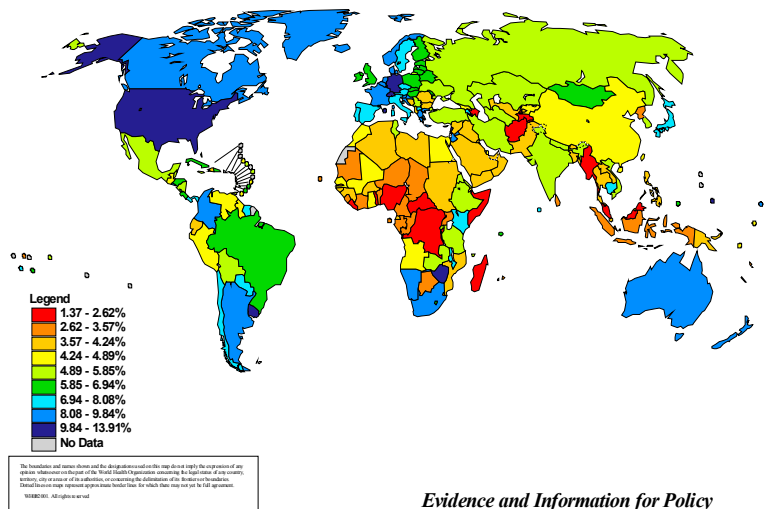 Legend
1.37 - 2.62%
2.62 - 3.57%
3.57 - 4.24%
4.24 - 4.89%
4.89 - 5.85%
5.85 - 6.94%
6.94 - 8.08%
8.08 - 9.84%
9.84 - 13.91%
No Data
The boundaries and names shown and the designations used on this map do not imply the expression of any
opinion whatsoever on the part of the World Health Organization concerning the legal status of any country,
territory, city or area or of its authorities, or concerning the delimitation of its frontiers or boundaries.
Dotted lines on maps represent approximate border lines for which there may not yet be full agreement.
2001. All rights reserved
Evidence and Information for Policy